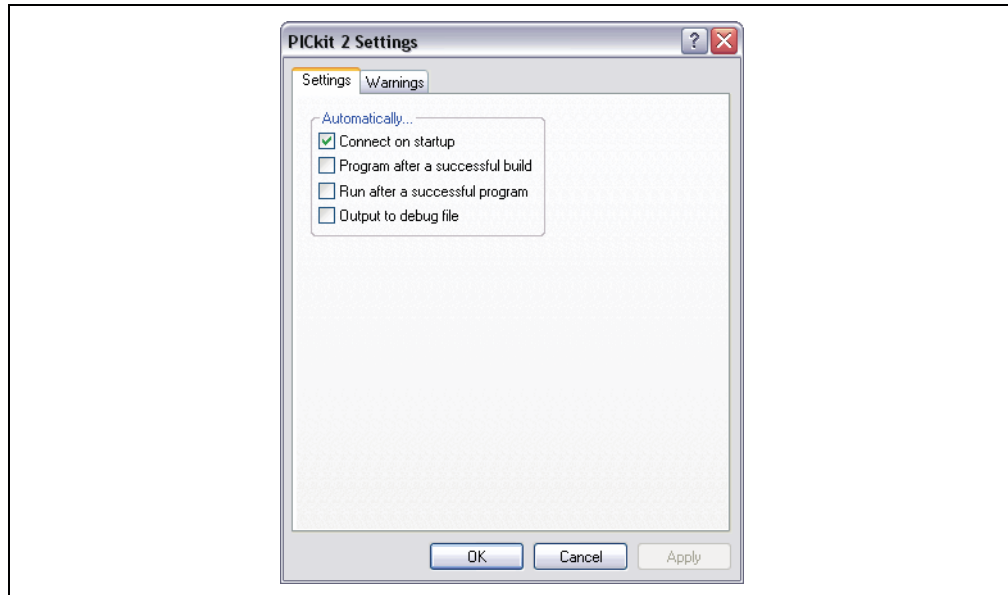 PICkit 2 Settings
Settings Warnings
Automatically...
Connect on startup
Program after a successful build
Run after a successful program
Output to debug file
OK Cancel Apply